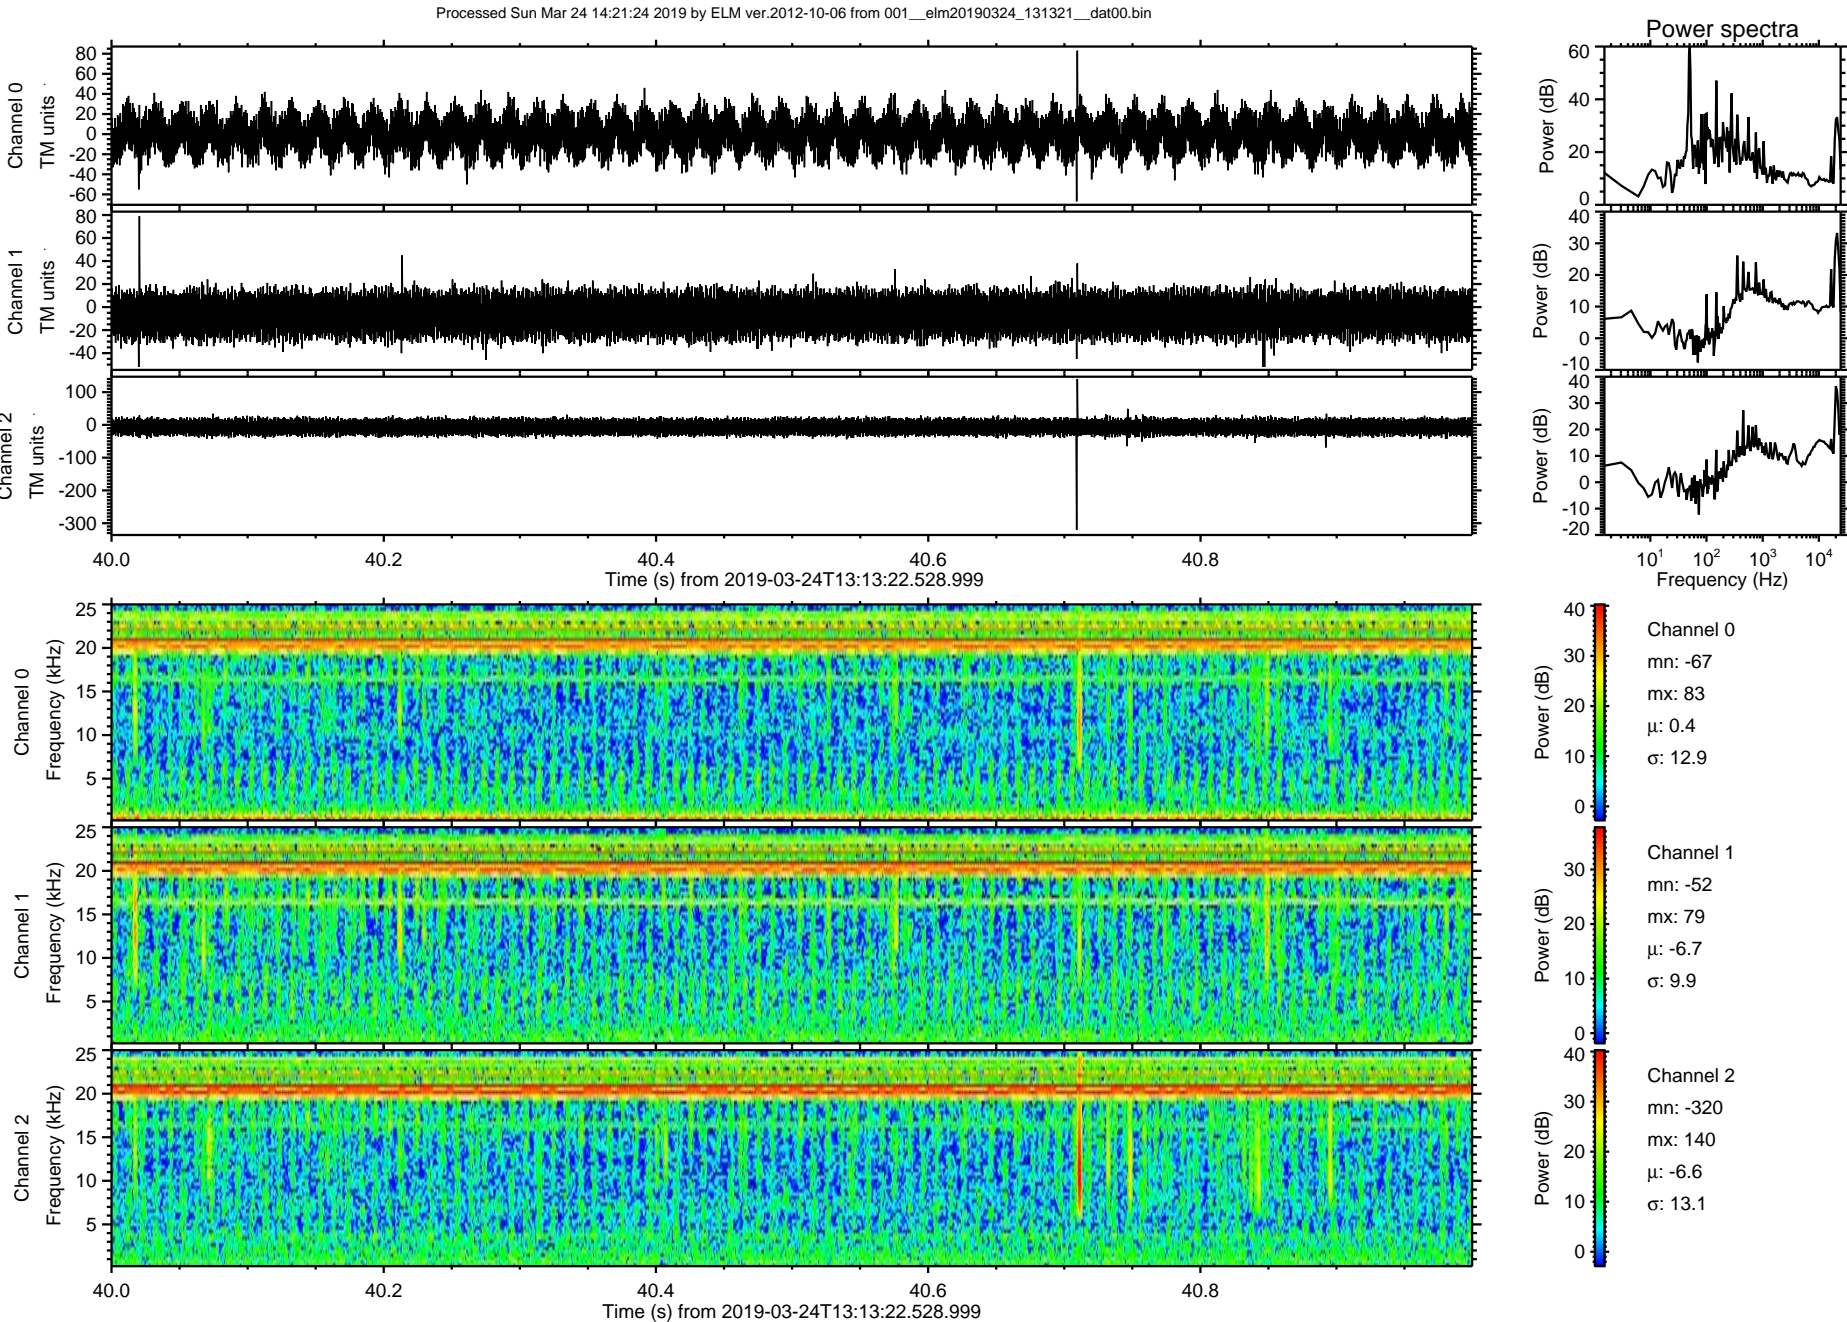 Processed Sun Mar 24 14:21:24 2019 by ELM ver.2012-10-06 from 001__elm20190324_131321__dat00.bin
Power spectra
Channel 0
TM units
80
60
40
20
0
-20
-40
-60
Power (dB)
60
40
20
0
Channel 1
TM units
80
60
40
20
0
-20
-40
Power (dB)
40
30
20
10
0
-10
Channel 2
TM units
100
0
-100
-200
-300
Power (dB)
40
30
20
10
0
-10
-20
40.0 40.2 40.4 40.6 40.8
Time (s) from 2019-03-24T13:13:22.528.999
10¹ 10² 10³ 10⁴
Frequency (Hz)
Channel 0
Frequency (kHz)
25
20
15
10
5
Power (dB)
40
30
20
10
0
Channel 0
mn: -67
mx: 83
μ: 0.4
σ: 12.9
Channel 1
Frequency (kHz)
25
20
15
10
5
Power (dB)
30
20
10
0
Channel 1
mn: -52
mx: 79
μ: -6.7
σ: 9.9
Channel 2
Frequency (kHz)
25
20
15
10
5
Power (dB)
40
30
20
10
0
Channel 2
mn: -320
mx: 140
μ: -6.6
σ: 13.1
40.0 40.2 40.4 40.6 40.8
Time (s) from 2019-03-24T13:13:22.528.999